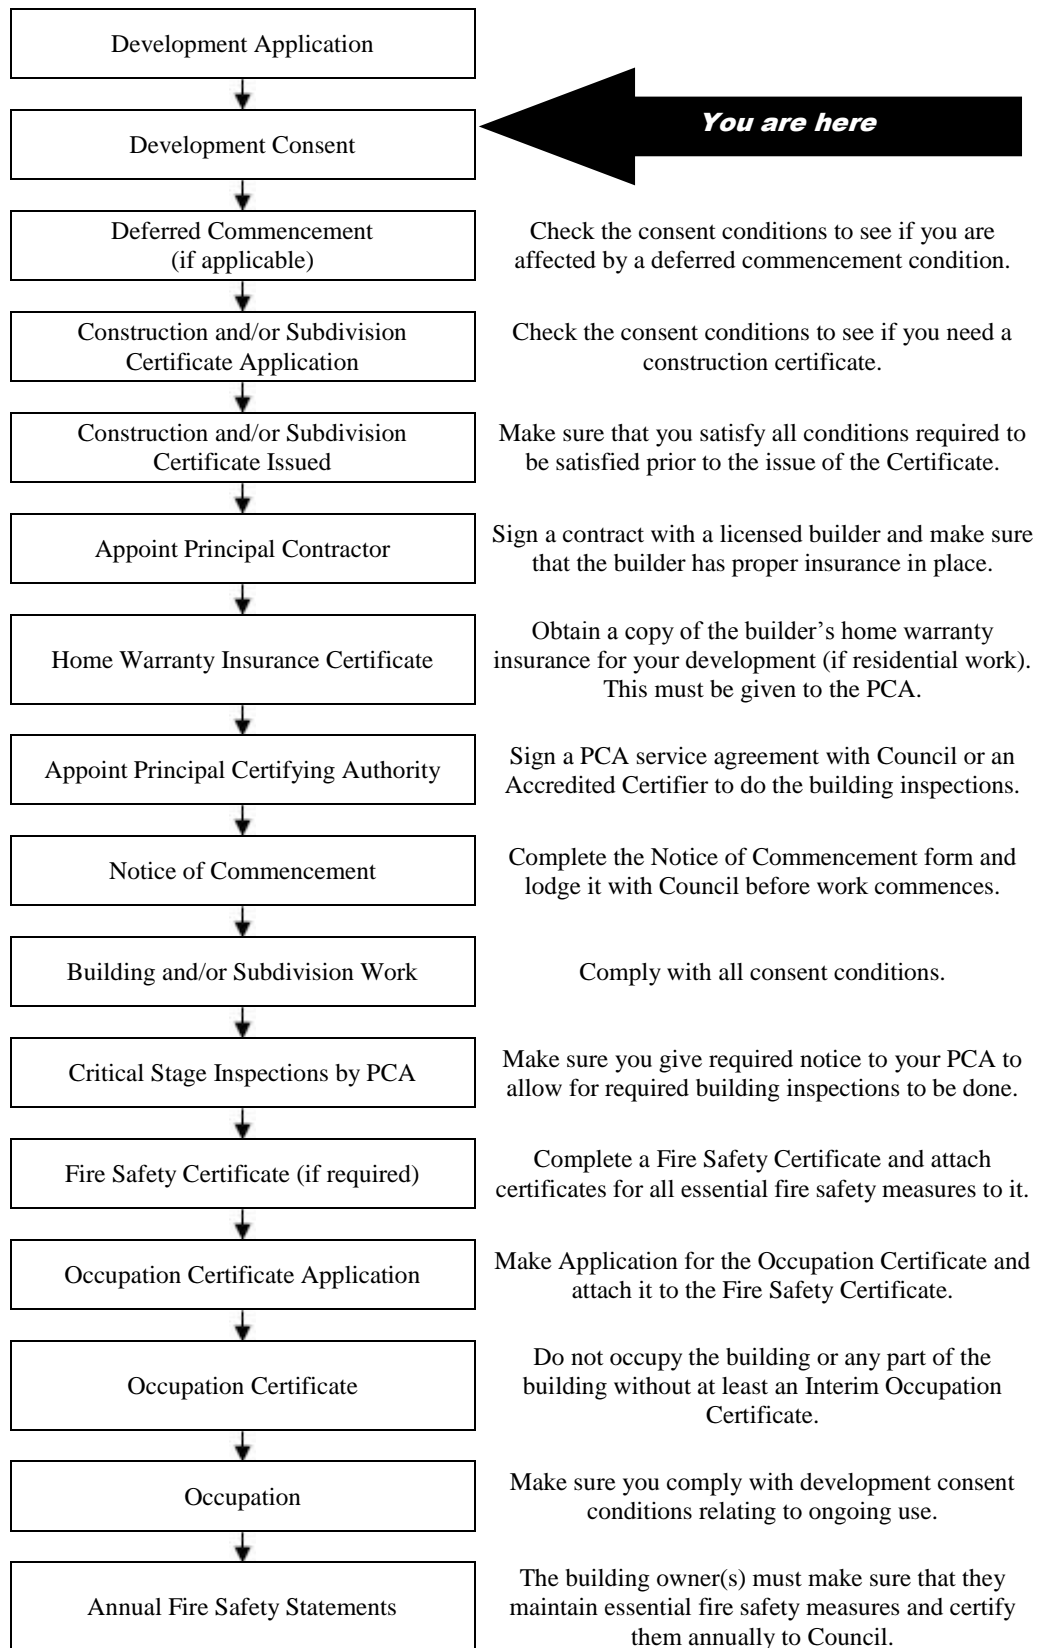 Development Application
Development Consent
You are here
Deferred Commencement
(if applicable)
Check the consent conditions to see if you are
affected by a deferred commencement condition.
Construction and/or Subdivision
Certificate Application
Check the consent conditions to see if you need a
construction certificate.
Construction and/or Subdivision
Certificate Issued
Make sure that you satisfy all conditions required to
be satisfied prior to the issue of the Certificate.
Appoint Principal Contractor
Sign a contract with a licensed builder and make sure
that the builder has proper insurance in place.
Home Warranty Insurance Certificate
Obtain a copy of the builder’s home warranty
insurance for your development (if residential work).
This must be given to the PCA.
Appoint Principal Certifying Authority
Sign a PCA service agreement with Council or an
Accredited Certifier to do the building inspections.
Notice of Commencement
Complete the Notice of Commencement form and
lodge it with Council before work commences.
Building and/or Subdivision Work
Comply with all consent conditions.
Critical Stage Inspections by PCA
Make sure you give required notice to your PCA to
allow for required building inspections to be done.
Fire Safety Certificate (if required)
Complete a Fire Safety Certificate and attach
certificates for all essential fire safety measures to it.
Occupation Certificate Application
Make Application for the Occupation Certificate and
attach it to the Fire Safety Certificate.
Occupation Certificate
Do not occupy the building or any part of the
building without at least an Interim Occupation
Certificate.
Occupation
Make sure you comply with development consent
conditions relating to ongoing use.
Annual Fire Safety Statements
The building owner(s) must make sure that they
maintain essential fire safety measures and certify
them annually to Council.